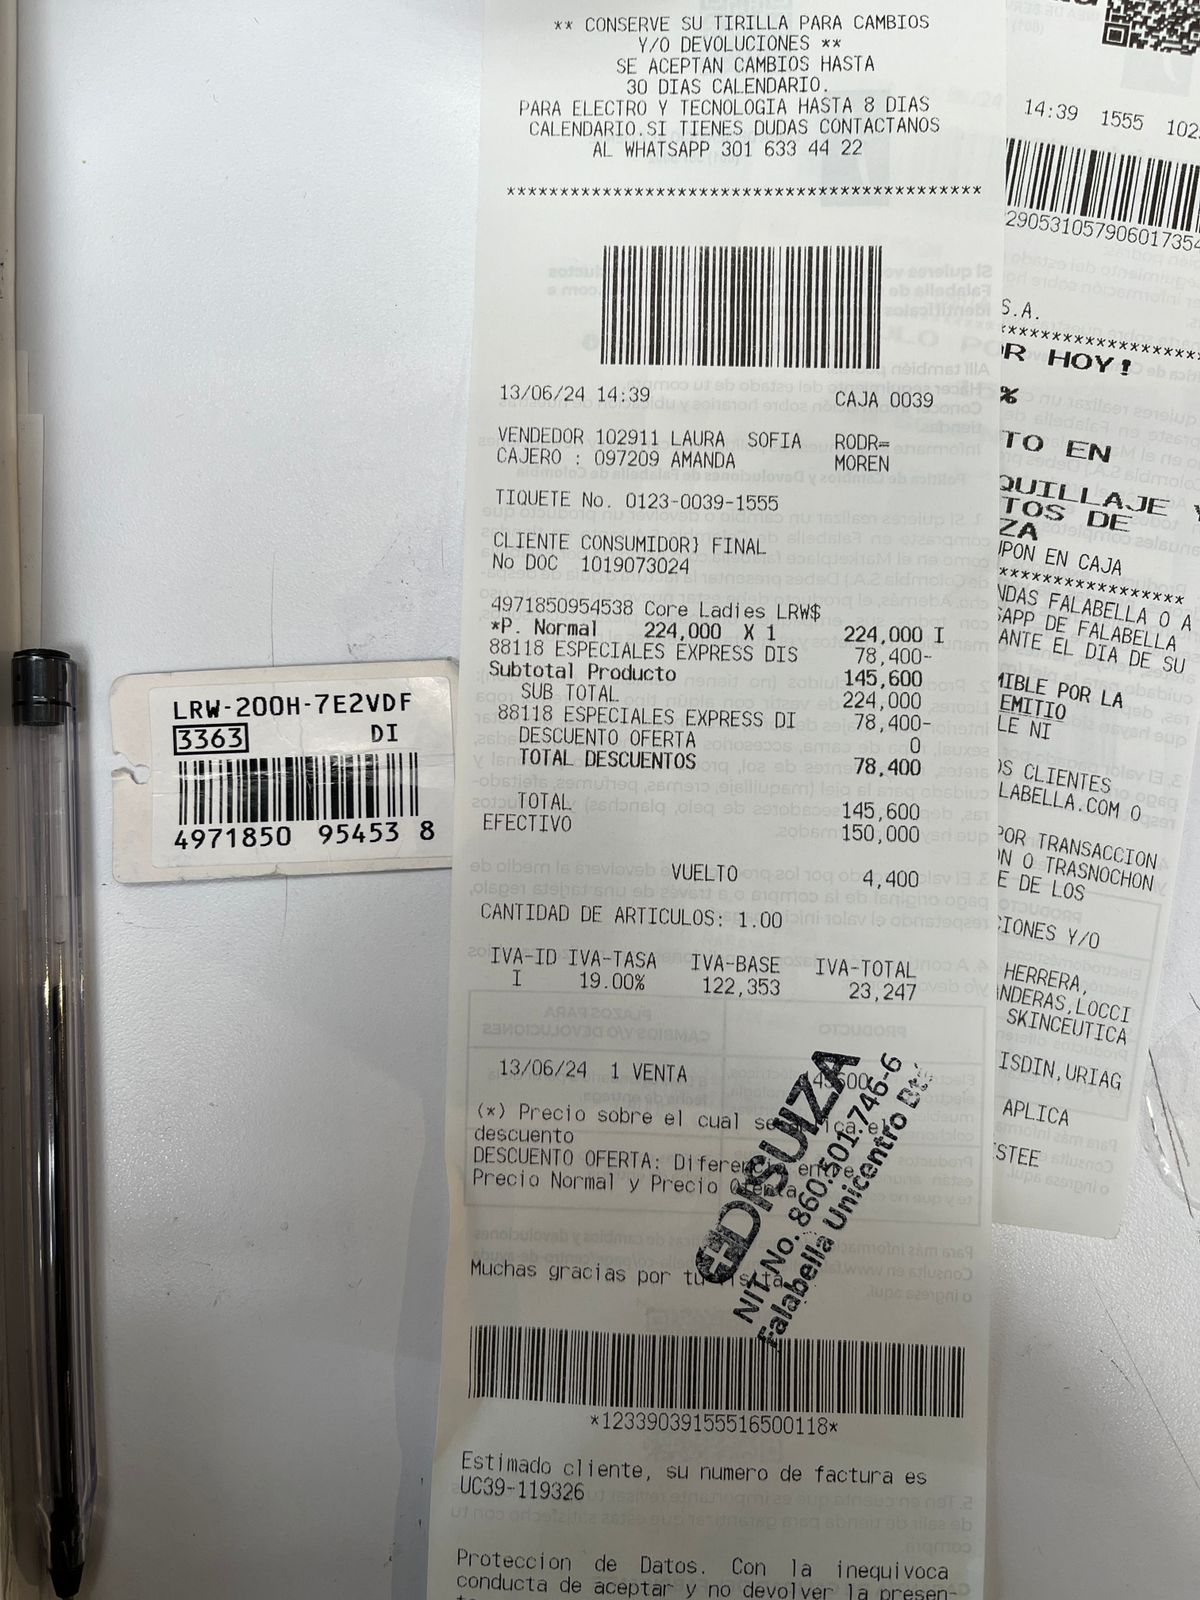 ** CONSERVE SU TIRILLA PARA CAMBIOS
Y/O DEVOLUCIONES **
SE ACEPTAN CAMBIOS HASTA
30 DIAS CALENDARIO.
PARA ELECTRO Y TECNOLOGIA HASTA 8 DIAS
CALENDARIO.SI TIENES DUDAS CONTACTANOS
AL WHATSAPP 301 633 44 22
*********************************************
13/06/24 14:39 CAJA 0039
VENDEDOR 102911 LAURA SOFIA RODR=
CAJERO : 097209 AMANDA MOREN
TIQUETE No. 0123-0039-1555
CLIENTE CONSUMIDOR} FINAL
No DOC 1019073024
4971850954538 Core Ladies LRW$
*P. Normal 224,000 X 1 224,000 I
88118 ESPECIALES EXPRESS DIS 78,400-
Subtotal Producto 145,600
SUB TOTAL 224,000
88118 ESPECIALES EXPRESS DI 78,400-
DESCUENTO OFERTA 0
TOTAL DESCUENTOS 78,400
TOTAL 145,600
EFECTIVO 150,000
VUELTO 4,400
CANTIDAD DE ARTICULOS: 1.00
IVA-ID IVA-TASA IVA-BASE IVA-TOTAL
I 19.00% 122,353 23,247
13/06/24 1 VENTA
(*) Precio sobre el cual se el
descuento
DESCUENTO OFERTA: entre
Precio Normal y Precio Oferta
Muchas gracias por tu
*12339039155516500118*
Estimado cliente, su numero de factura es
UC39-119326
Proteccion de Datos. Con la inequivoca
conducta de aceptar y no devolver la presen-
EDISUIZA
NIT No. 860.501.746-6
Falabella Unicentro
LRW-200H-7E2VDF
3363 DI
4971850 95453 8
14:39 1555 102
290531057906017354
S.A.
OR HOY!
%
TO EN
QUILLAJE Y
TOS DE
ZA
UPON EN CAJA
NDAS FALABELLA O A
SAPP DE FALABELLA
ANTE EL DIA DE SU
MIBLE POR LA
EMITIO
LE NI
OS CLIENTES
LABELLA.COM O
POR TRANSACCION
ON O TRASNOCHON
E DE LOS
CIONES Y/O
HERRERA,
ANDERAS,LOCCI
SKINCEUTICA
ISDIN,URIAG
APLICA
ESTEE